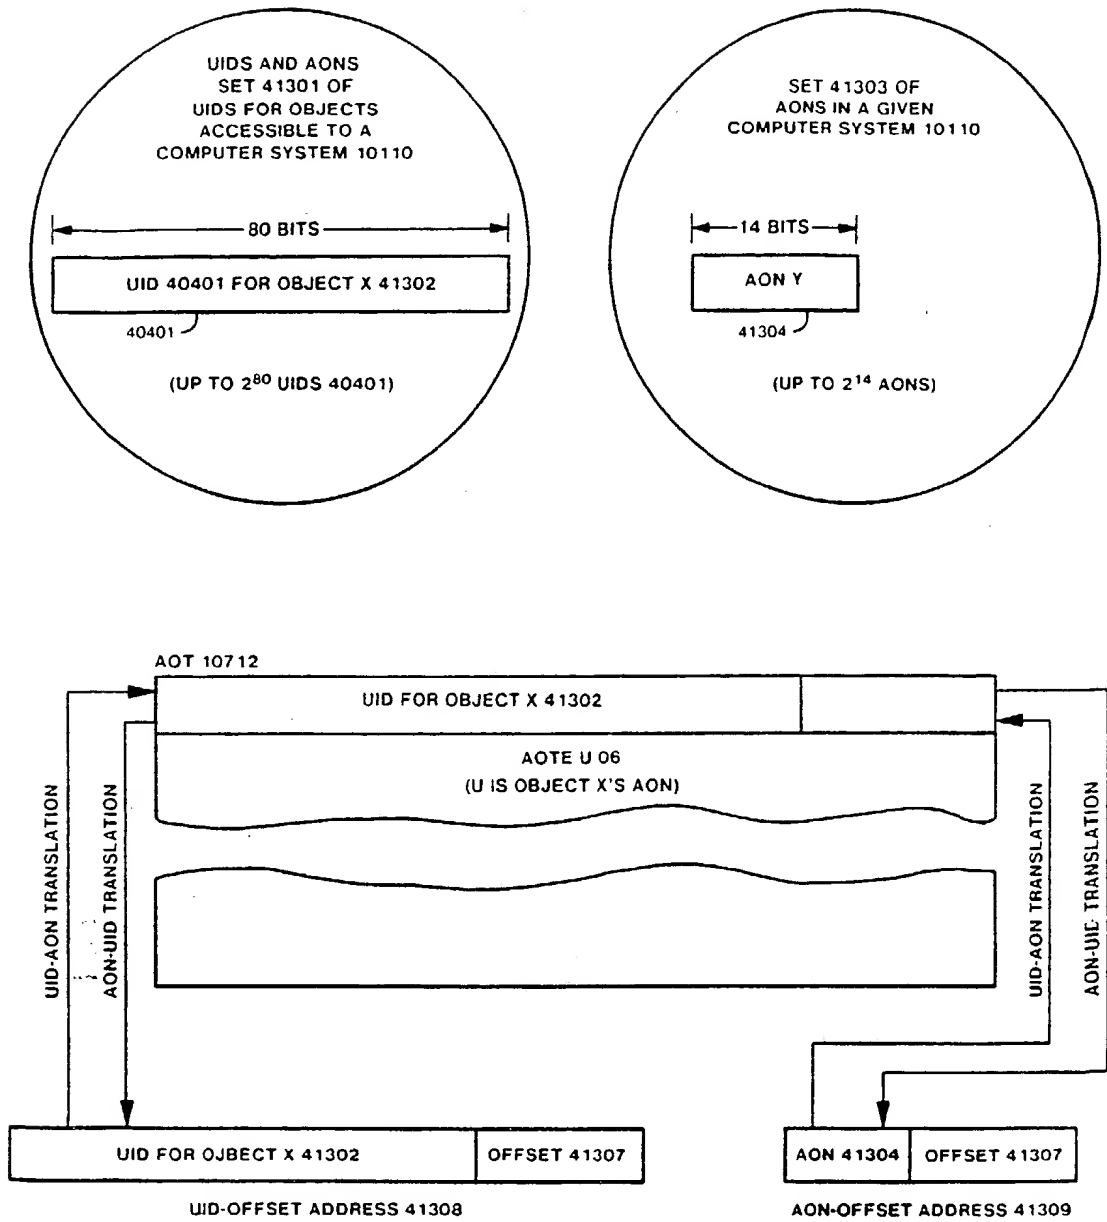 UIDS AND AONS
SET 41301 OF
UIDS FOR OBJECTS
ACCESSIBLE TO A
COMPUTER SYSTEM 10110
80 BITS
UID 40401 FOR OBJECT X 41302
40401
(UP TO 2^80 UIDS 40401)
SET 41303 OF
AONS IN A GIVEN
COMPUTER SYSTEM 10110
14 BITS
AON Y
41304
(UP TO 2^14 AONS)
AOT 10712
UID FOR OBJECT X 41302
AOTE U 06
(U IS OBJECT X'S AON)
UID-AON TRANSLATION
AON-UID TRANSLATION
UID-AON TRANSLATION
AON-UID TRANSLATION
UID FOR OJBECT X 41302
OFFSET 41307
UID-OFFSET ADDRESS 41308
AON 41304
OFFSET 41307
AON-OFFSET ADDRESS 41309